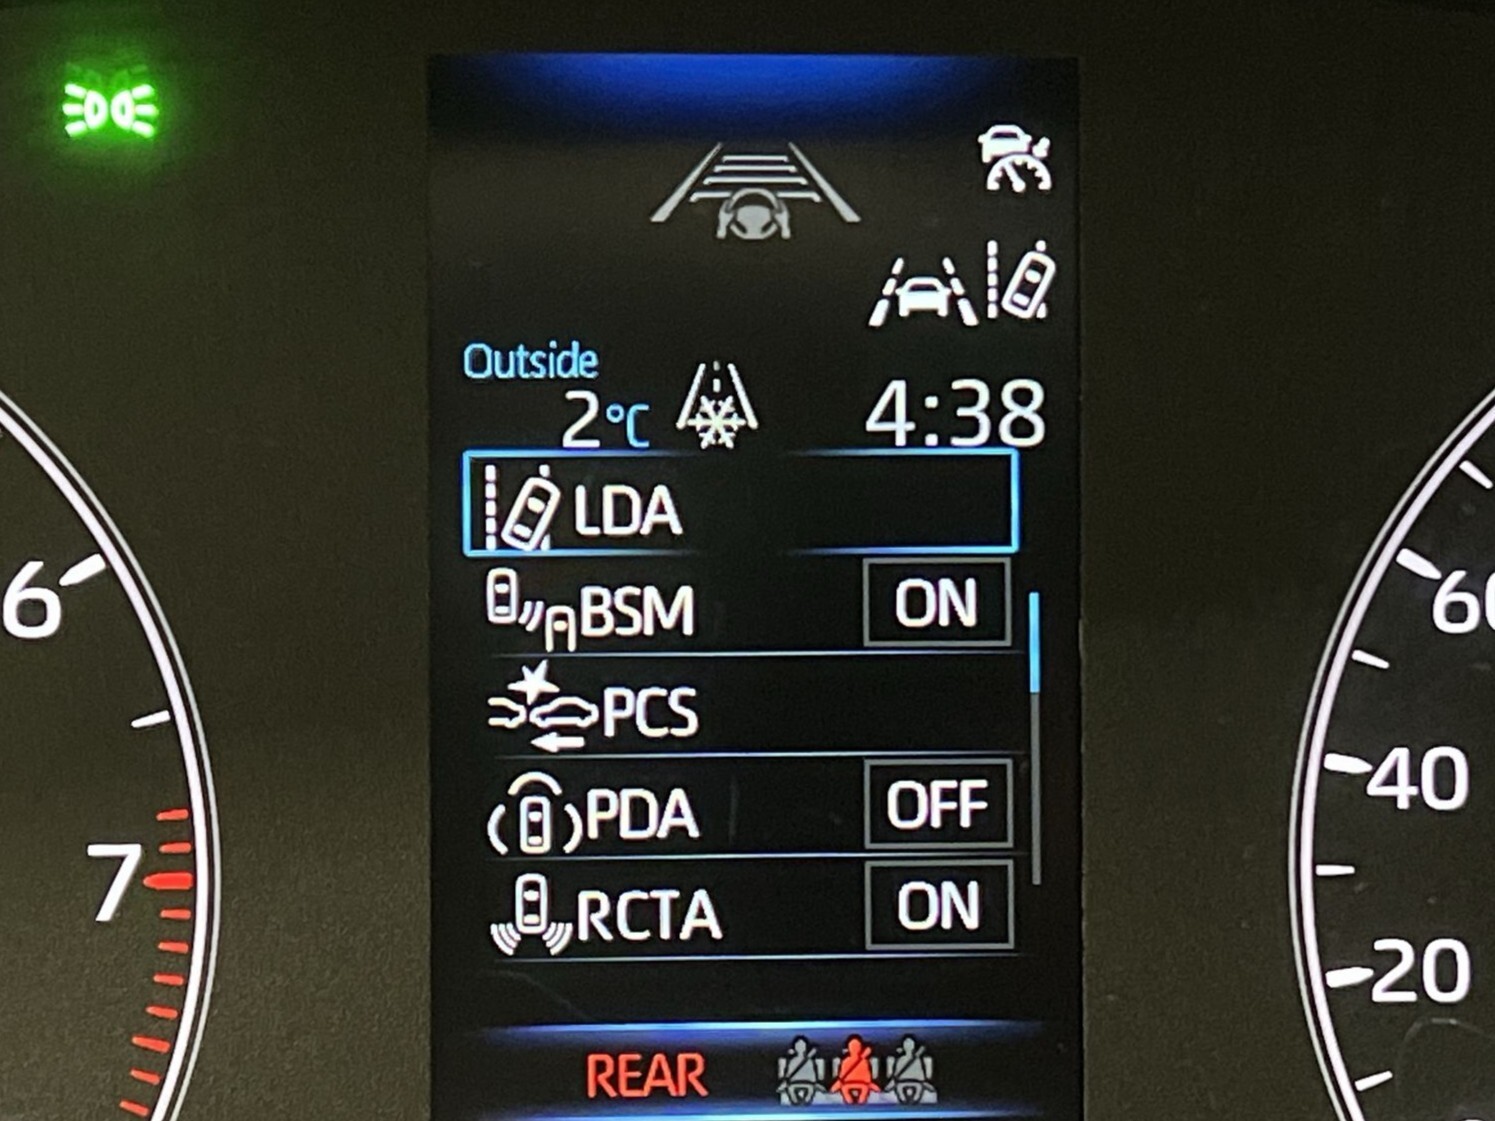 Outside
2°C
4:38
LDA
BSM ON
PCS
PDA OFF
RCTA ON
REAR
6
7
60
40
20